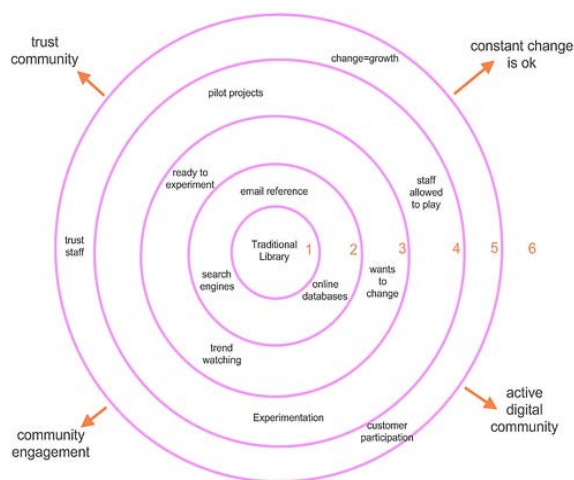 trust
community
change=growth
constant change
is ok
pilot projects
ready to
experiment
email reference
staff
allowed
to play
trust
staff
Traditional
Library
1
2
3
4
5
6
search
engines
online
databases
wants
to
change
trend
watching
Experimentation
customer
participation
community
engagement
active
digital
community